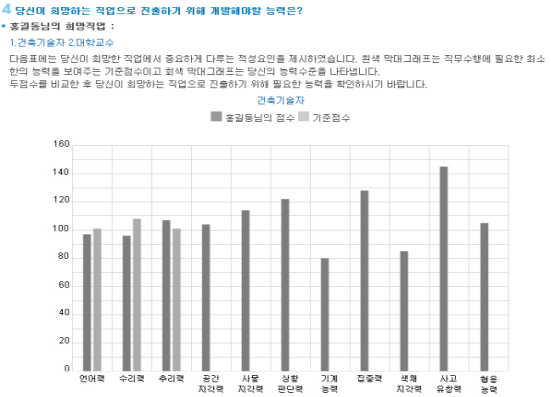 4 당신이 희망하는 직업으로 진출하기 위해 개발해야할 능력은?
• 홍길동님의 희망직업 :
1.건축기술자 2.대학교수
다음표에는 당신이 희망한 직업에서 중요하게 다루는 적성요인을 제시하였습니다. 흰색 막대그래프는 직무수행에 필요한 최소
한의 능력을 보여주는 기준점수이고 회색 막대그래프는 당신의 능력수준을 나타냅니다.
두점수를 비교한 후 당신이 희망하는 직업으로 진출하기 위해 필요한 능력을 확인하시기 바랍니다.
건축기술자
홍길동님의 점수 기준점수
160
140
120
100
80
60
40
20
0
언어력 수리력 추리력 공간 사물 상황 기계 집중력 색채 사고 협응
지각력 지각력 판단력 능력 지각력 유창력 능력